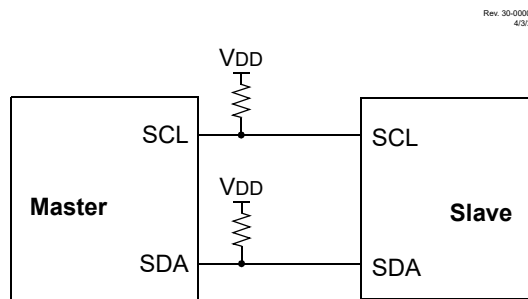 Rev. 30-0000
4/3/
VDD
SCL
SCL
VDD
Master
Slave
SDA
SDA